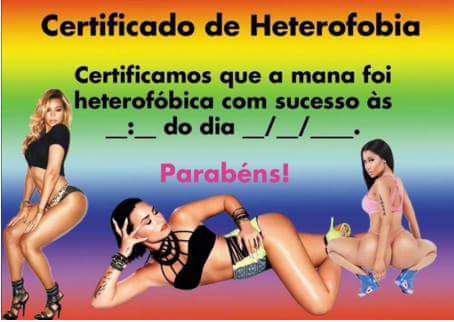 Certificado de Heterofobia
Certificamos que a mana foi
heterofóbica com sucesso às
__:__ do dia __/__/____.
Parabéns!